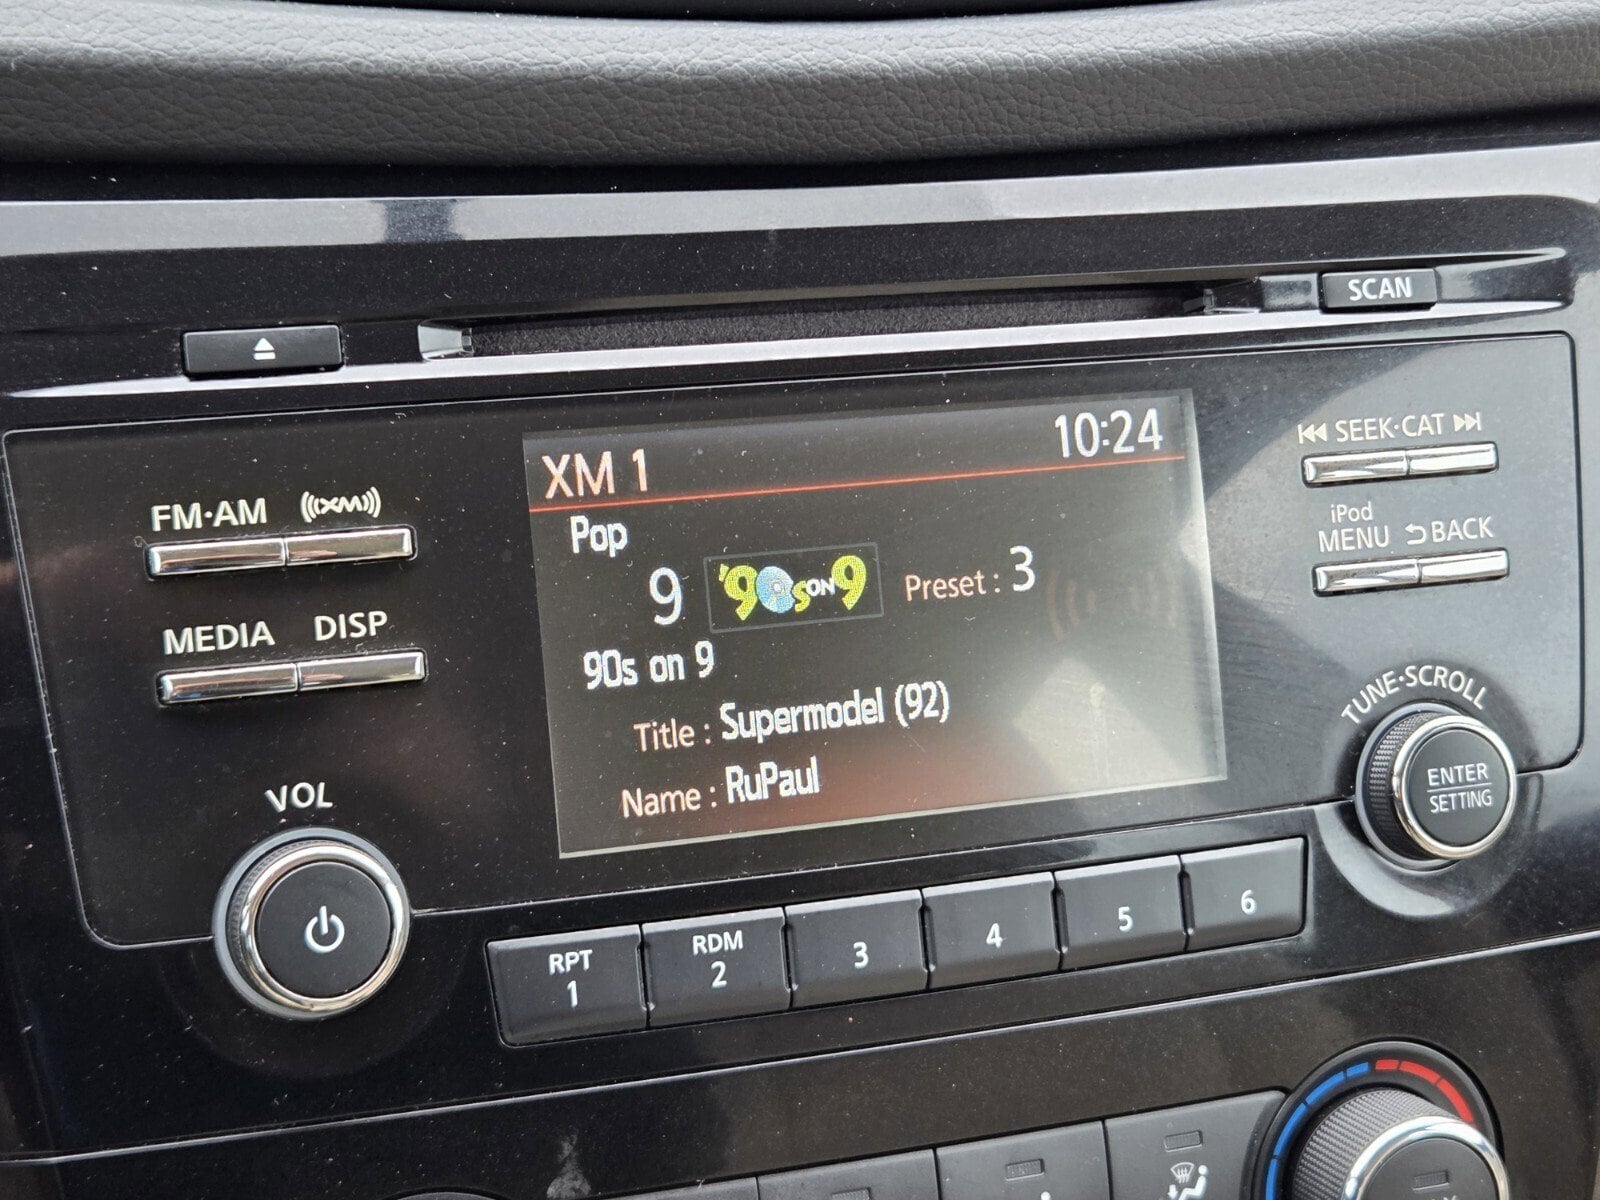 SCAN
XM 1 10:24
Pop
9 '90s ON 9 Preset : 3
90s on 9
Title : Supermodel (92)
Name : RuPaul
FM·AM ((XM))
MEDIA DISP
VOL
SEEK·CAT
iPod
MENU BACK
TUNE·SCROLL
ENTER
SETTING
RPT
1
RDM
2
3
4
5
6